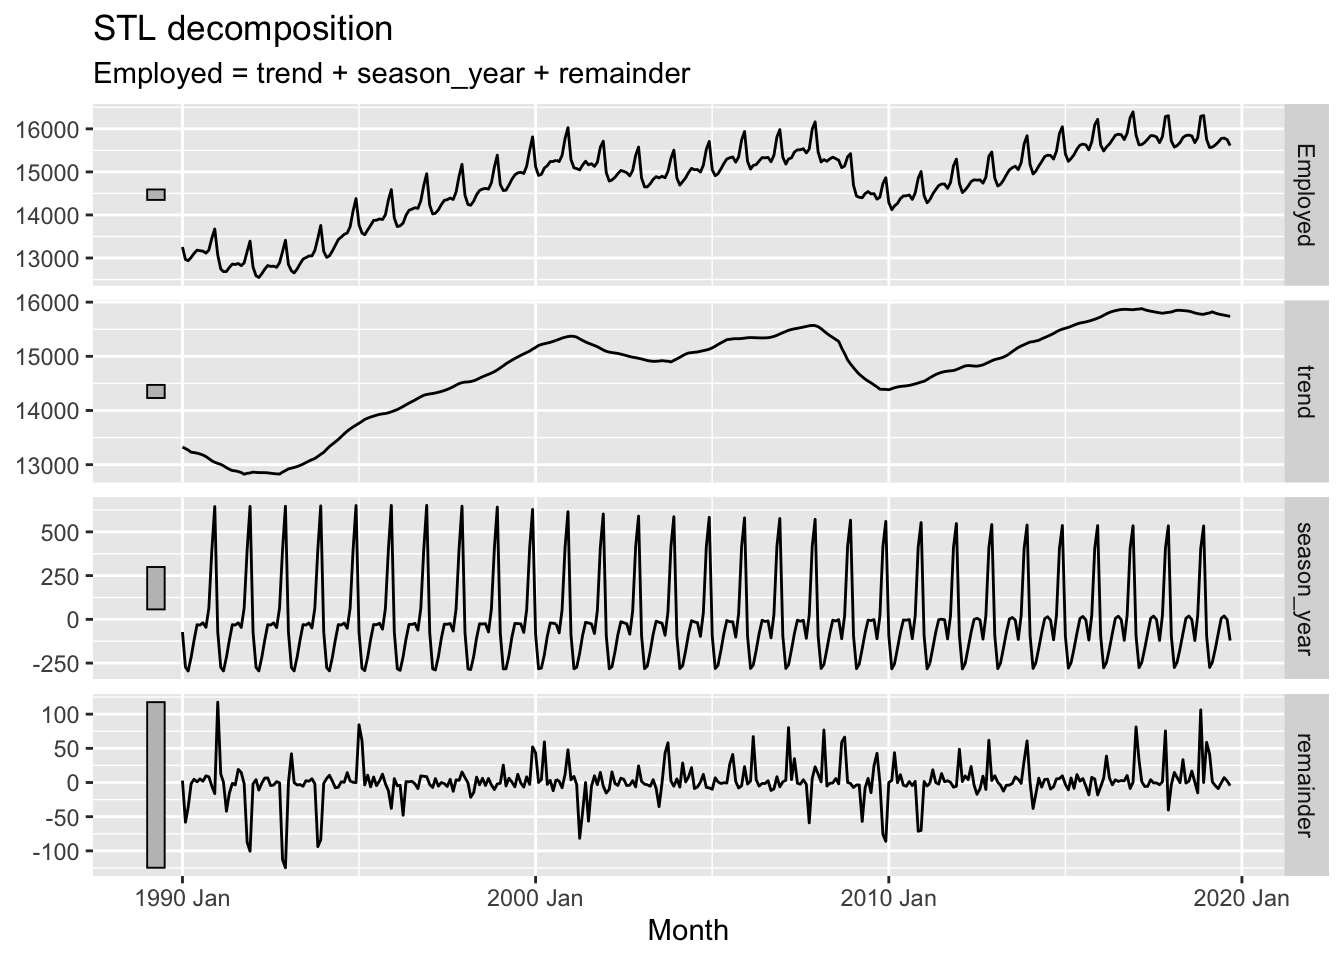 STL decomposition
Employed = trend + season_year + remainder
16000
15000
14000
13000
Employed
16000
15000
14000
13000
trend
500
250
0
-250
season_year
100
50
0
-50
-100
remainder
1990 Jan
2000 Jan
2010 Jan
2020 Jan
Month